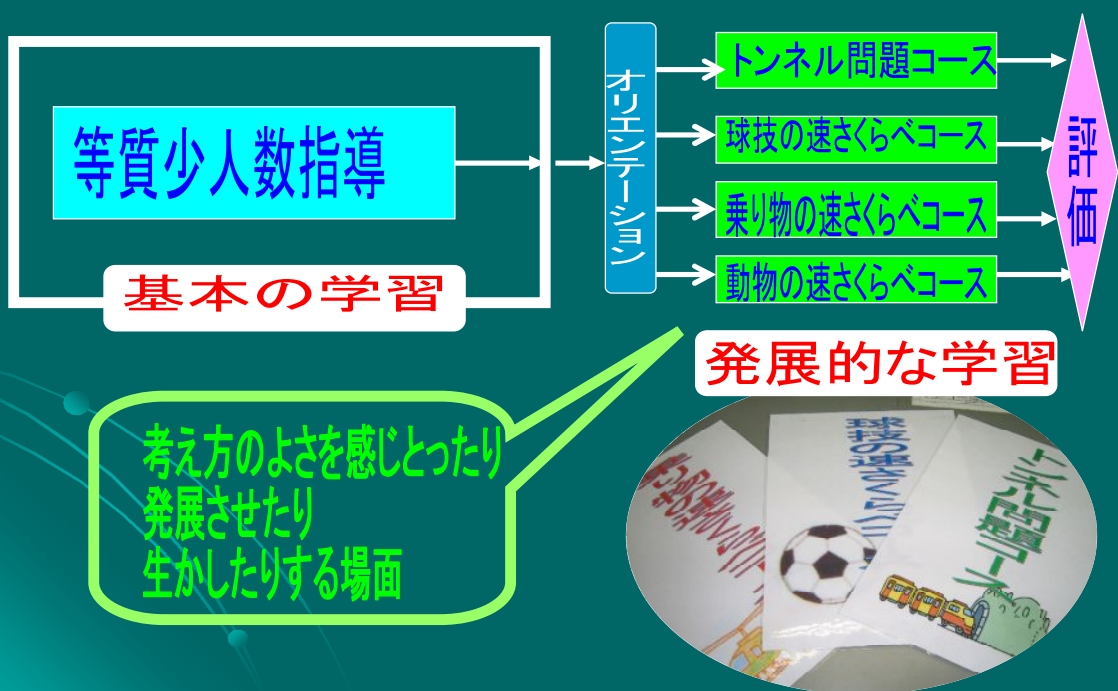 等質少人数指導
基本の学習
オリエンテーション
トンネル問題コース
球技の速さくらべコース
乗り物の速さくらべコース
動物の速さくらべコース
評価
発展的な学習
考え方のよさを感じとったり
発展させたり
生かしたりする場面
球技の速さくらべ
トンネル問題コース